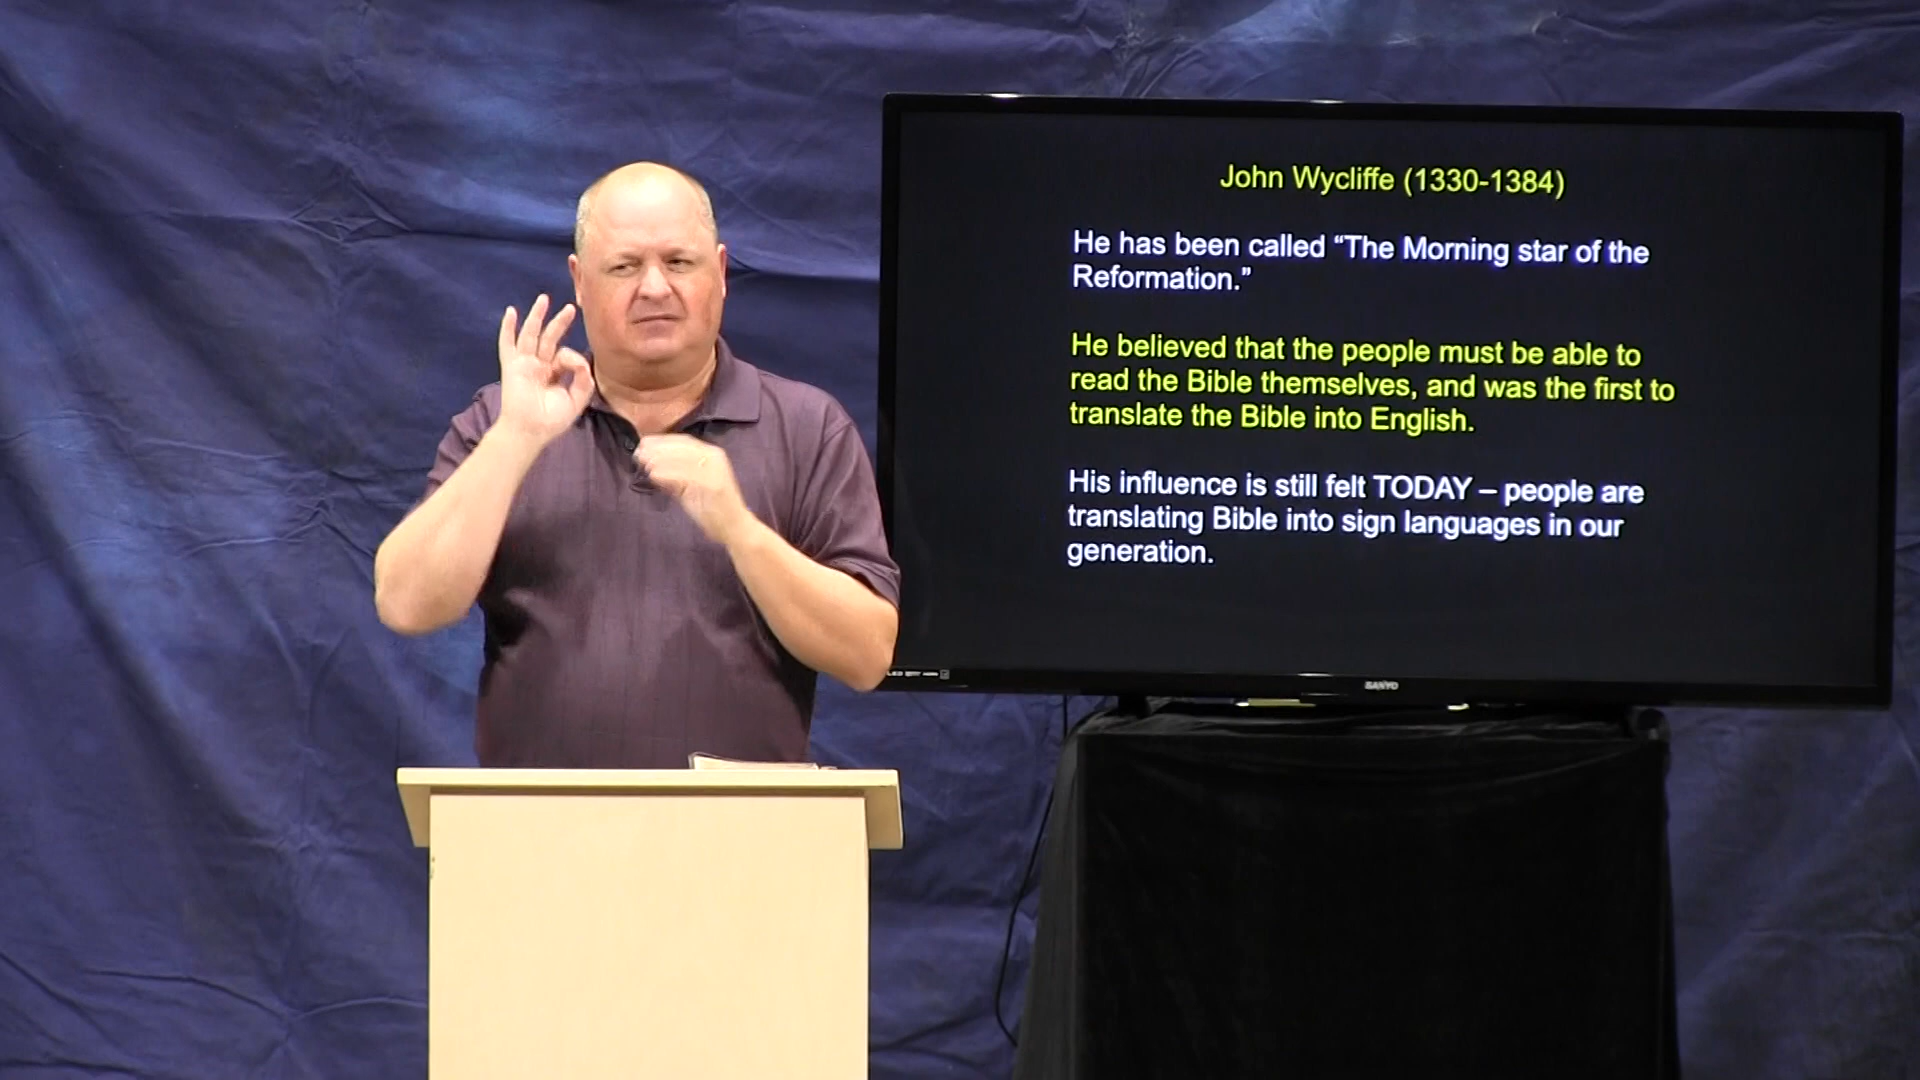 John Wycliffe (1330-1384)
He has been called “The Morning star of the
Reformation.”
He believed that the people must be able to
read the Bible themselves, and was the first to
translate the Bible into English.
His influence is still felt TODAY – people are
translating Bible into sign languages in our
generation.
SANYO